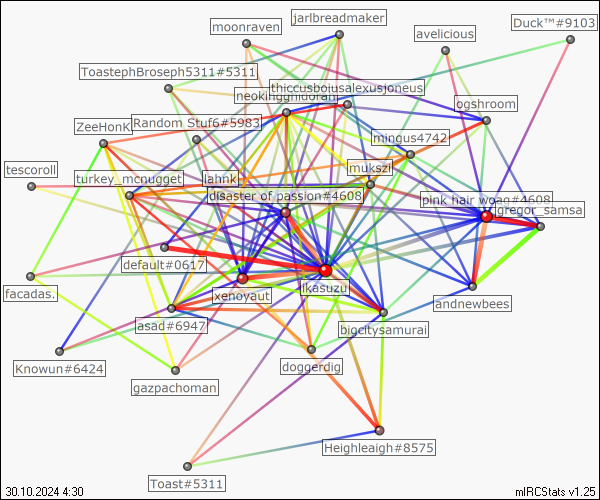 jarlbreadmaker
moonraven
Duck™#9103
avelicious
ToastephBroseph5311#5311
thiccusboiusalexusjoneus
ogshroom
ZeeHonK
Random Stuf6#5983
mingus4742
mukszi
tescoroll
turkey_mcnugget
lahnk
disaster of passion#4608
pink hair woag#4608
gregor_samsa
default#0617
xenoyaut
likasuzu
andnewbees
facadas.
asad#6947
bigcitysamurai
Knowun#6424
gazpachoman
doggerdig
Heighleaigh#8575
Toast#5311
30.10.2024 4:30
mIRCStats v1.25